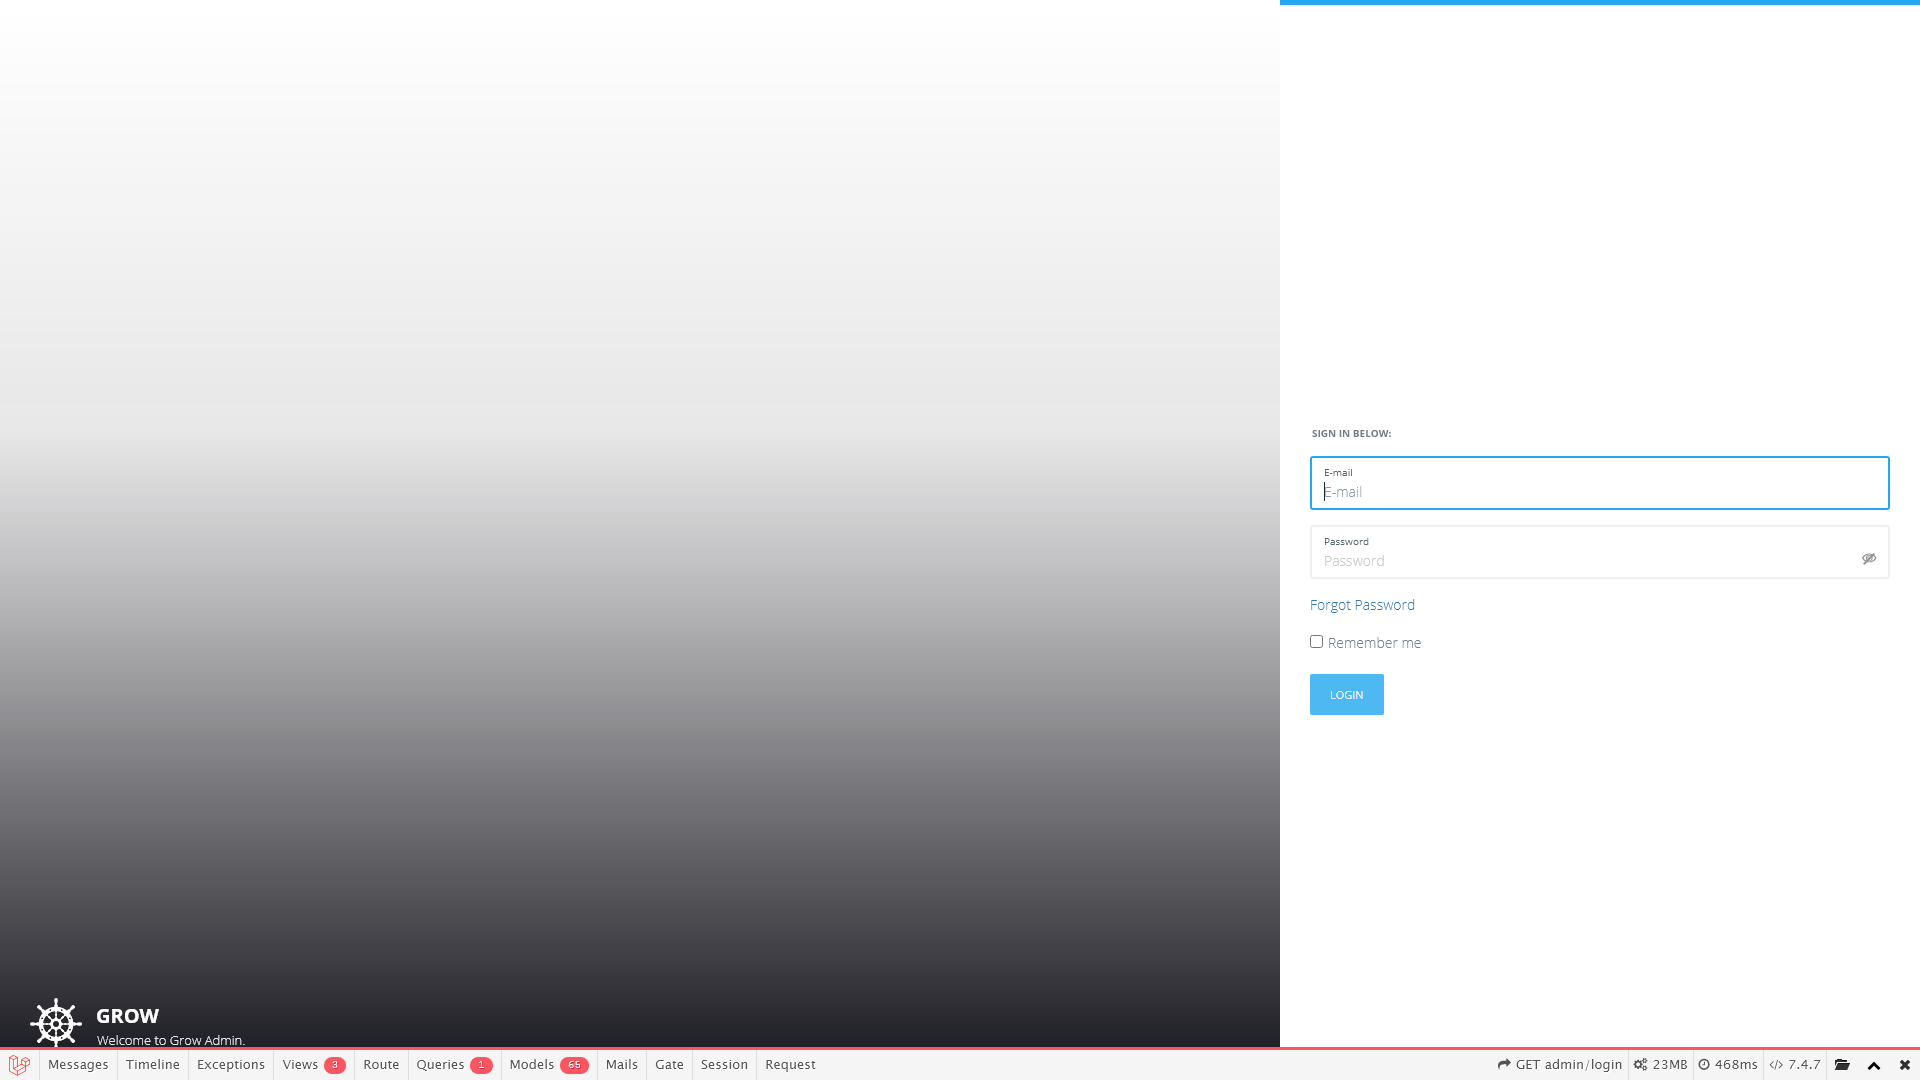 SIGN IN BELOW:
E-mail
E-mail
Password
Password
Forgot Password
Remember me
LOGIN
GROW
Welcome to Grow Admin.
Messages Timeline Exceptions Views 3 Route Queries 1 Models 65 Mails Gate Session Request GET admin/login 23MB 468ms 7.4.7